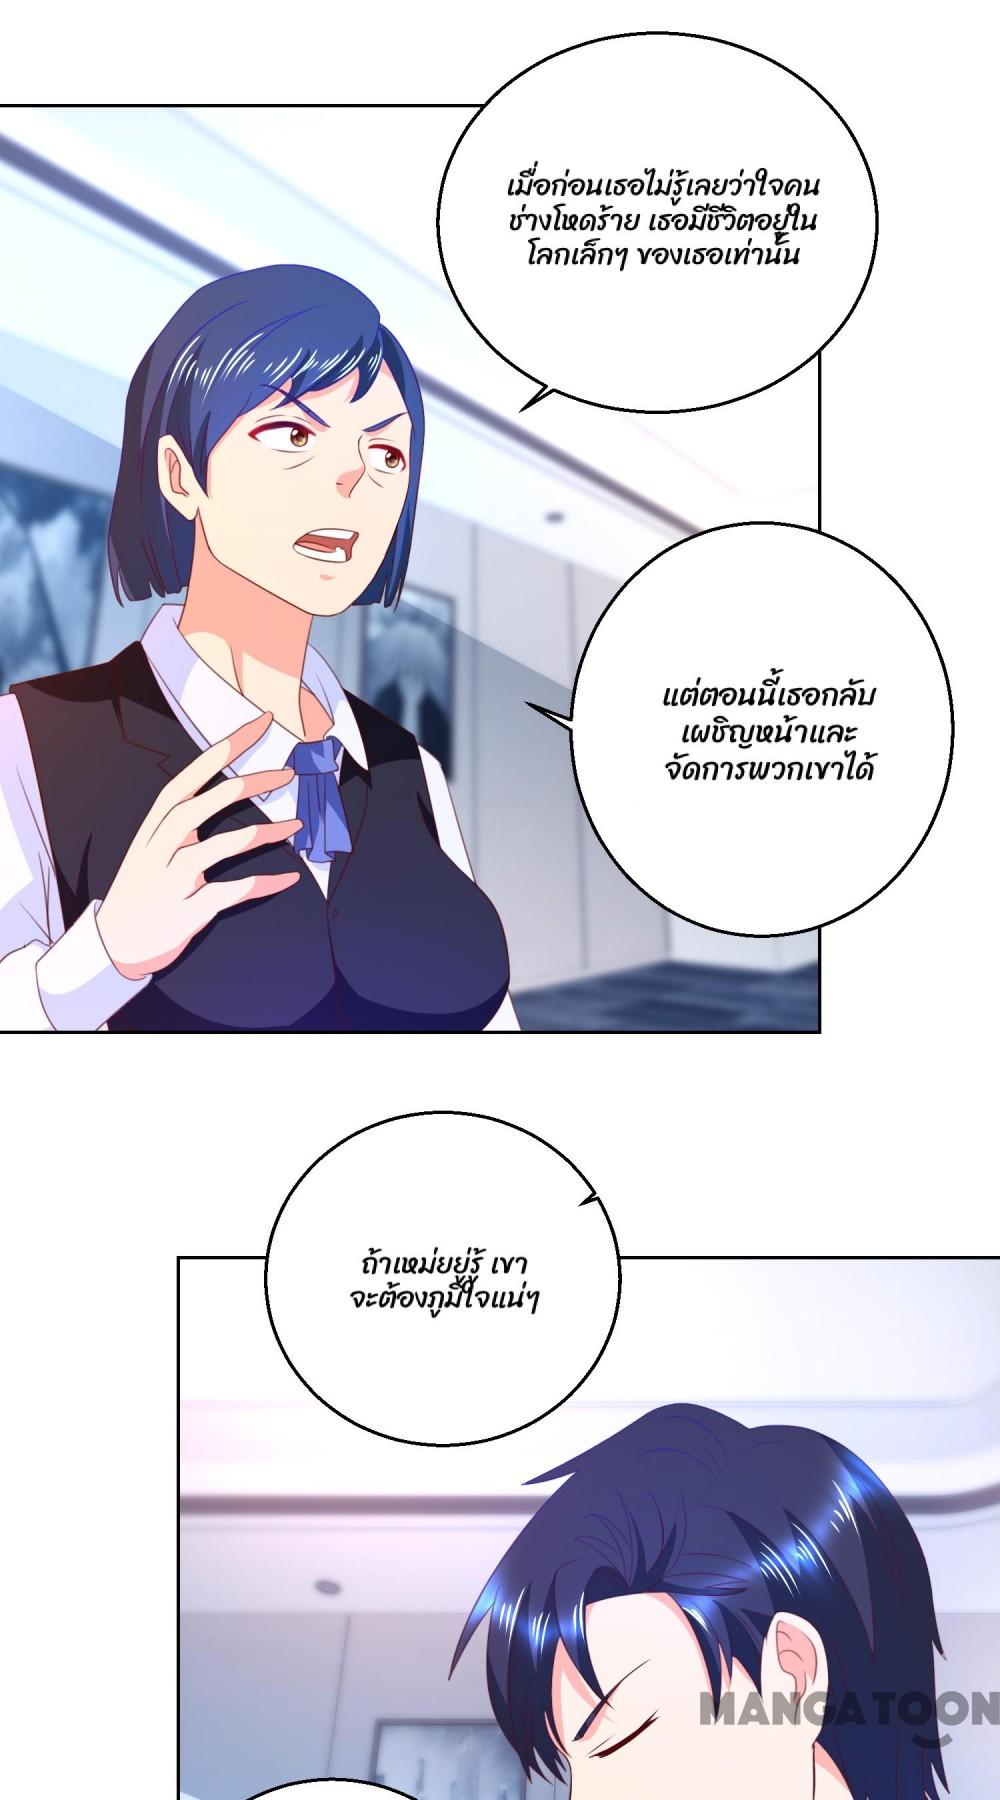 เมื่อก่อนเธอไม่รู้เลยว่าใจคน
ช่างโหดร้าย เธอมีชีวิตอยู่ใน
โลกเล็กๆ ของเธอเท่านั้น
แต่ตอนนี้เธอกลับ
เผชิญหน้าและ
จัดการพวกเขาได้
ถ้าเหม่ยยู่รู้ เขา
จะต้องภูมิใจแน่ๆ
MANGATOON